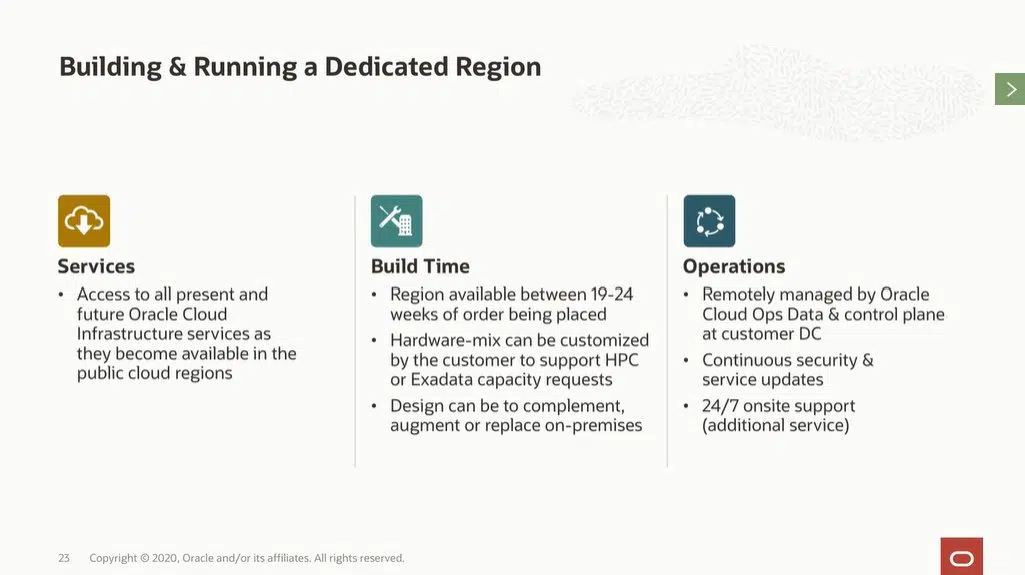 Building & Running a Dedicated Region
Services
• Access to all present and
future Oracle Cloud
Infrastructure services as
they become available in the
public cloud regions
Build Time
• Region available between 19-24
weeks of order being placed
• Hardware-mix can be customized
by the customer to support HPC
or Exadata capacity requests
• Design can be to complement,
augment or replace on-premises
Operations
• Remotely managed by Oracle
Cloud Ops Data & control plane
at customer DC
• Continuous security &
service updates
• 24/7 onsite support
(additional service)
23 Copyright © 2020, Oracle and/or its affiliates. All rights reserved.